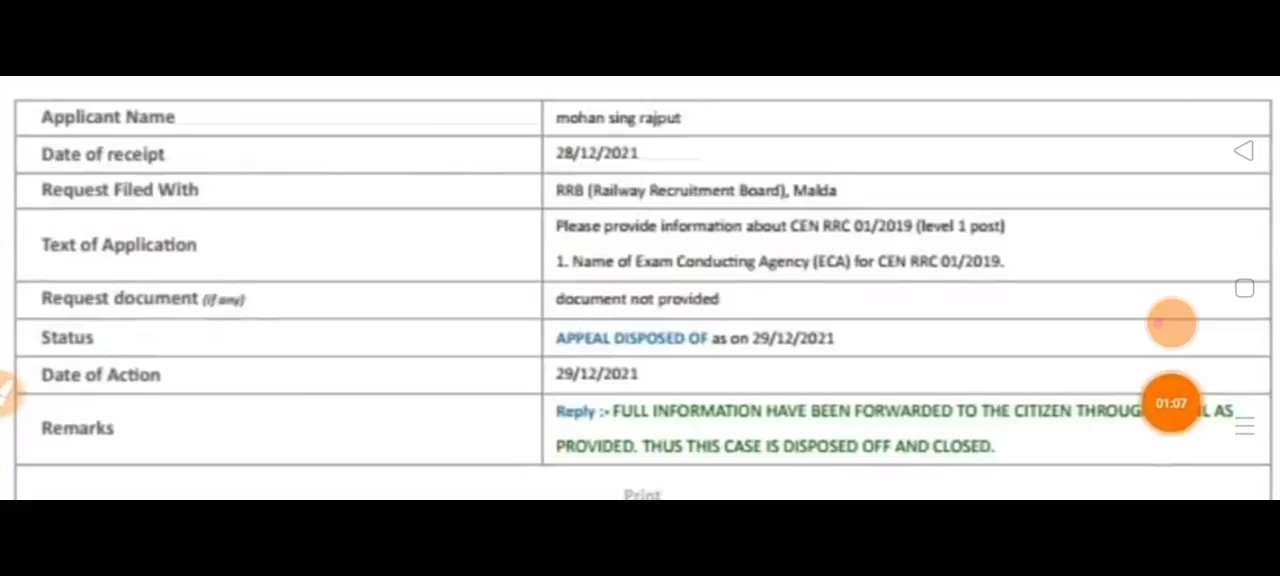 Applicant Name mohan sing rajput
Date of receipt 28/12/2021
Request Filed With RRB (Railway Recruitment Board), Malda
Text of Application Please provide information about CEN RRC 01/2019 (level 1 post)
1. Name of Exam Conducting Agency (ECA) for CEN RRC 01/2019.
Request document (if any) document not provided
Status APPEAL DISPOSED OF as on 29/12/2021
Date of Action 29/12/2021
Remarks Reply :- FULL INFORMATION HAVE BEEN FORWARDED TO THE CITIZEN AS
PROVIDED. THUS THIS CASE IS DISPOSED OFF AND CLOSED.
01:07
Print